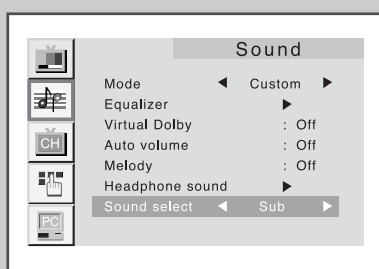 Sound
Mode ◀ Custom ▶
Equalizer ▶
Virtual Dolby : Off
Auto volume : Off
Melody : Off
Headphone sound ▶
Sound select ◀ Sub ▶
CH
PC